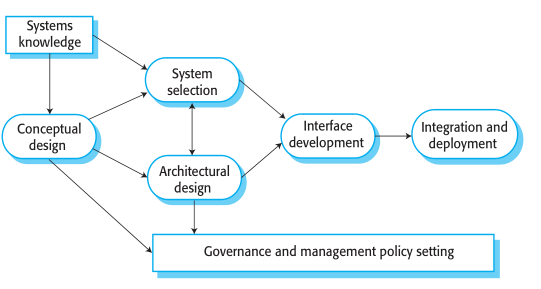 Systems
knowledge
System
selection
Conceptual
design
Interface
development
Integration and
deployment
Architectural
design
Governance and management policy setting